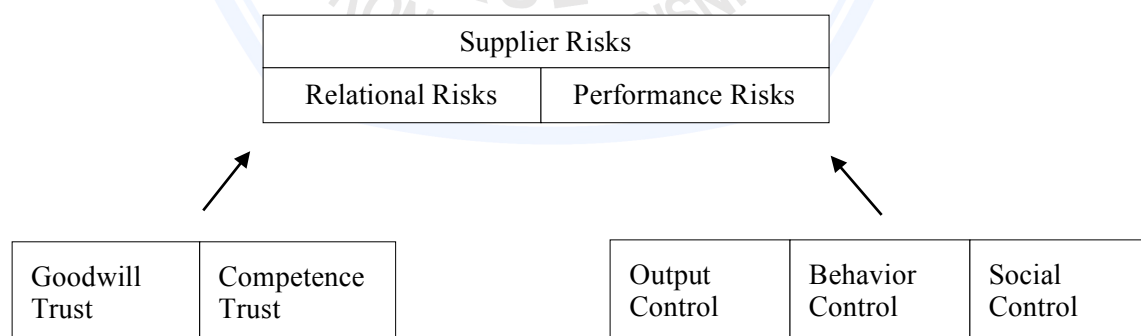 Supplier Risks
Relational Risks
Performance Risks
Goodwill
Trust
Competence
Trust
Output
Control
Behavior
Control
Social
Control